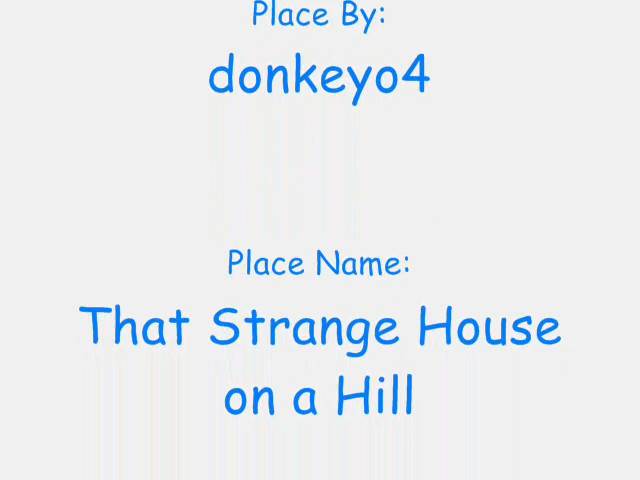 Place By:
donkeyo4
Place Name:
That Strange House
on a Hill